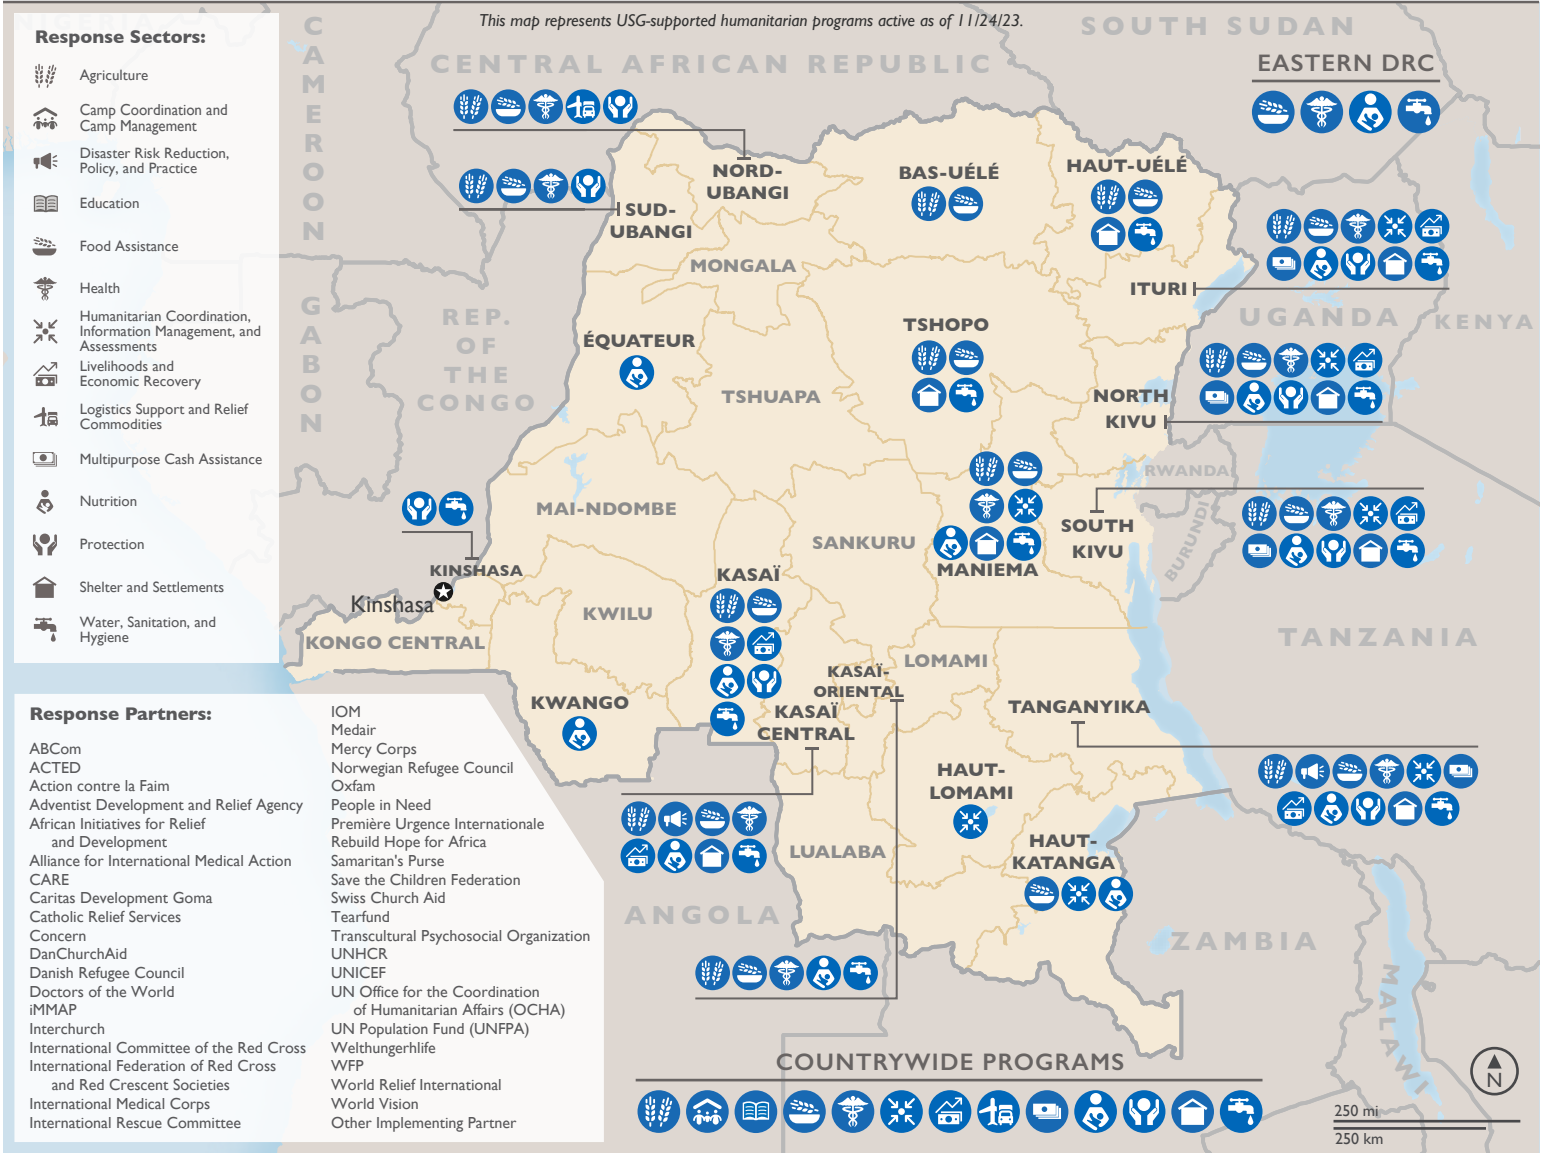 This map represents USG-supported humanitarian programs active as of 11/24/23.
NIGERIA
Response Sectors:
Agriculture
Camp Coordination and
Camp Management
Disaster Risk Reduction,
Policy, and Practice
Education
Food Assistance
Health
Humanitarian Coordination,
Information Management, and
Assessments
Livelihoods and
Economic Recovery
Logistics Support and Relief
Commodities
Multipurpose Cash Assistance
Nutrition
Protection
Shelter and Settlements
Water, Sanitation, and
Hygiene
CAMEROON
GABON
CENTRAL AFRICAN REPUBLIC
SOUTH SUDAN
EASTERN DRC
NORD-
UBANGI
SUD-
UBANGI
BAS-UÉLÉ
HAUT-UÉLÉ
MONGALA
ITURI
REP.
OF
THE
CONGO
UGANDA
KENYA
ÉQUATEUR
TSHOPO
TSHUAPA
NORTH
KIVU
RWANDA
MAI-NDOMBE
SANKURU
SOUTH
KIVU
BURUNDI
MANIEMA
KINSHASA
Kinshasa
KASAÏ
KWILU
KONGO CENTRAL
TANZANIA
LOMAMI
KASAÏ-
ORIENTAL
KWANGO
KASAÏ
CENTRAL
TANGANYIKA
HAUT-
LOMAMI
HAUT-
KATANGA
LUALABA
ANGOLA
ZAMBIA
MALAWI
Response Partners:
ABCom
ACTED
Action contre la Faim
Adventist Development and Relief Agency
African Initiatives for Relief
and Development
Alliance for International Medical Action
CARE
Caritas Development Goma
Catholic Relief Services
Concern
DanChurchAid
Danish Refugee Council
Doctors of the World
iMMAP
Interchurch
International Committee of the Red Cross
International Federation of Red Cross
and Red Crescent Societies
International Medical Corps
International Rescue Committee
IOM
Medair
Mercy Corps
Norwegian Refugee Council
Oxfam
People in Need
Première Urgence Internationale
Rebuild Hope for Africa
Samaritan's Purse
Save the Children Federation
Swiss Church Aid
Tearfund
Transcultural Psychosocial Organization
UNHCR
UNICEF
UN Office for the Coordination
of Humanitarian Affairs (OCHA)
UN Population Fund (UNFPA)
Welthungerhlife
WFP
World Relief International
World Vision
Other Implementing Partner
COUNTRYWIDE PROGRAMS
N
250 mi
250 km